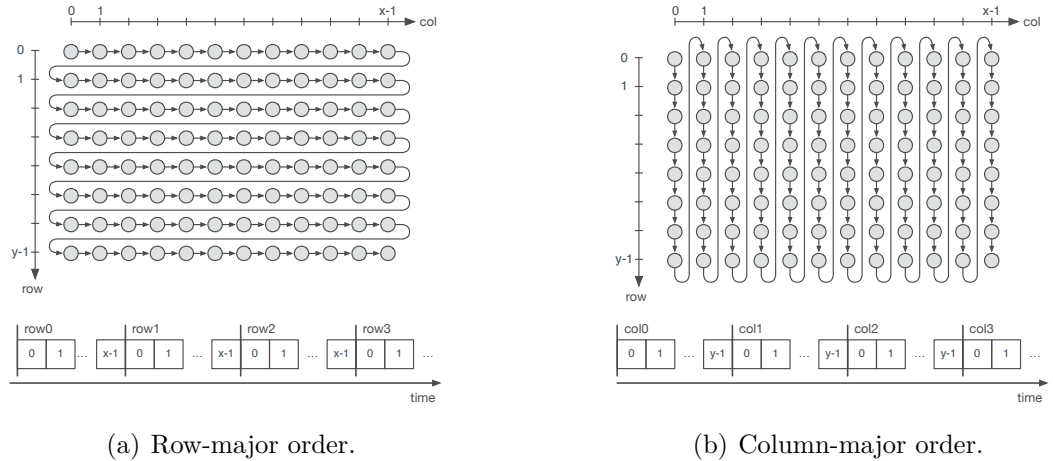 0 1 x-1
col
0
1
y-1
row
row0 row1 row2 row3
0 1 ... x-1 0 1 ... x-1 0 1 ... x-1 0 1 ...
time
(a) Row-major order.
0 1 x-1
col
0
1
y-1
row
col0 col1 col2 col3
0 1 ... y-1 0 1 ... y-1 0 1 ... y-1 0 1 ...
time
(b) Column-major order.